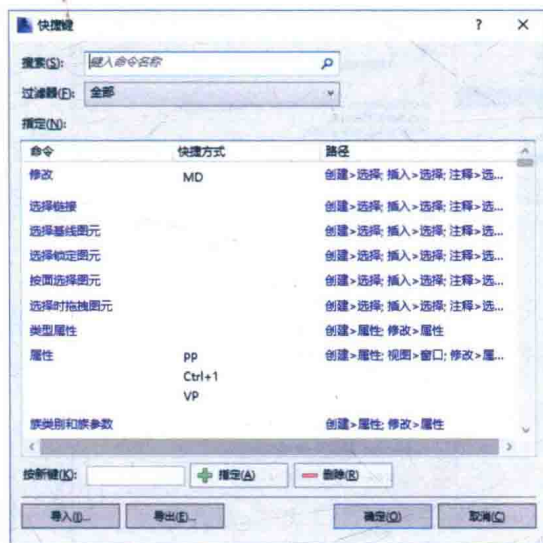 快捷键
搜索(S): 键入命令名称
过滤器(F): 全部
指定(N):
命令 快捷方式 路径
修改 MD 创建>选择; 插入>选择; 注释>选...
选择链接 创建>选择; 插入>选择; 注释>选...
选择基线图元 创建>选择; 插入>选择; 注释>选...
选择锁定图元 创建>选择; 插入>选择; 注释>选...
按面选择图元 创建>选择; 插入>选择; 注释>选...
选择时拖拽图元 创建>选择; 插入>选择; 注释>选...
类型属性 创建>属性; 修改>属性
属性 PP 创建>属性; 视图>窗口; 修改>属...
Ctrl+1
VP
族类别和族参数 创建>属性; 修改>属性
按新键(K): 指定(A) 删除(R)
导入(I)... 导出(E)... 确定(O) 取消(C)